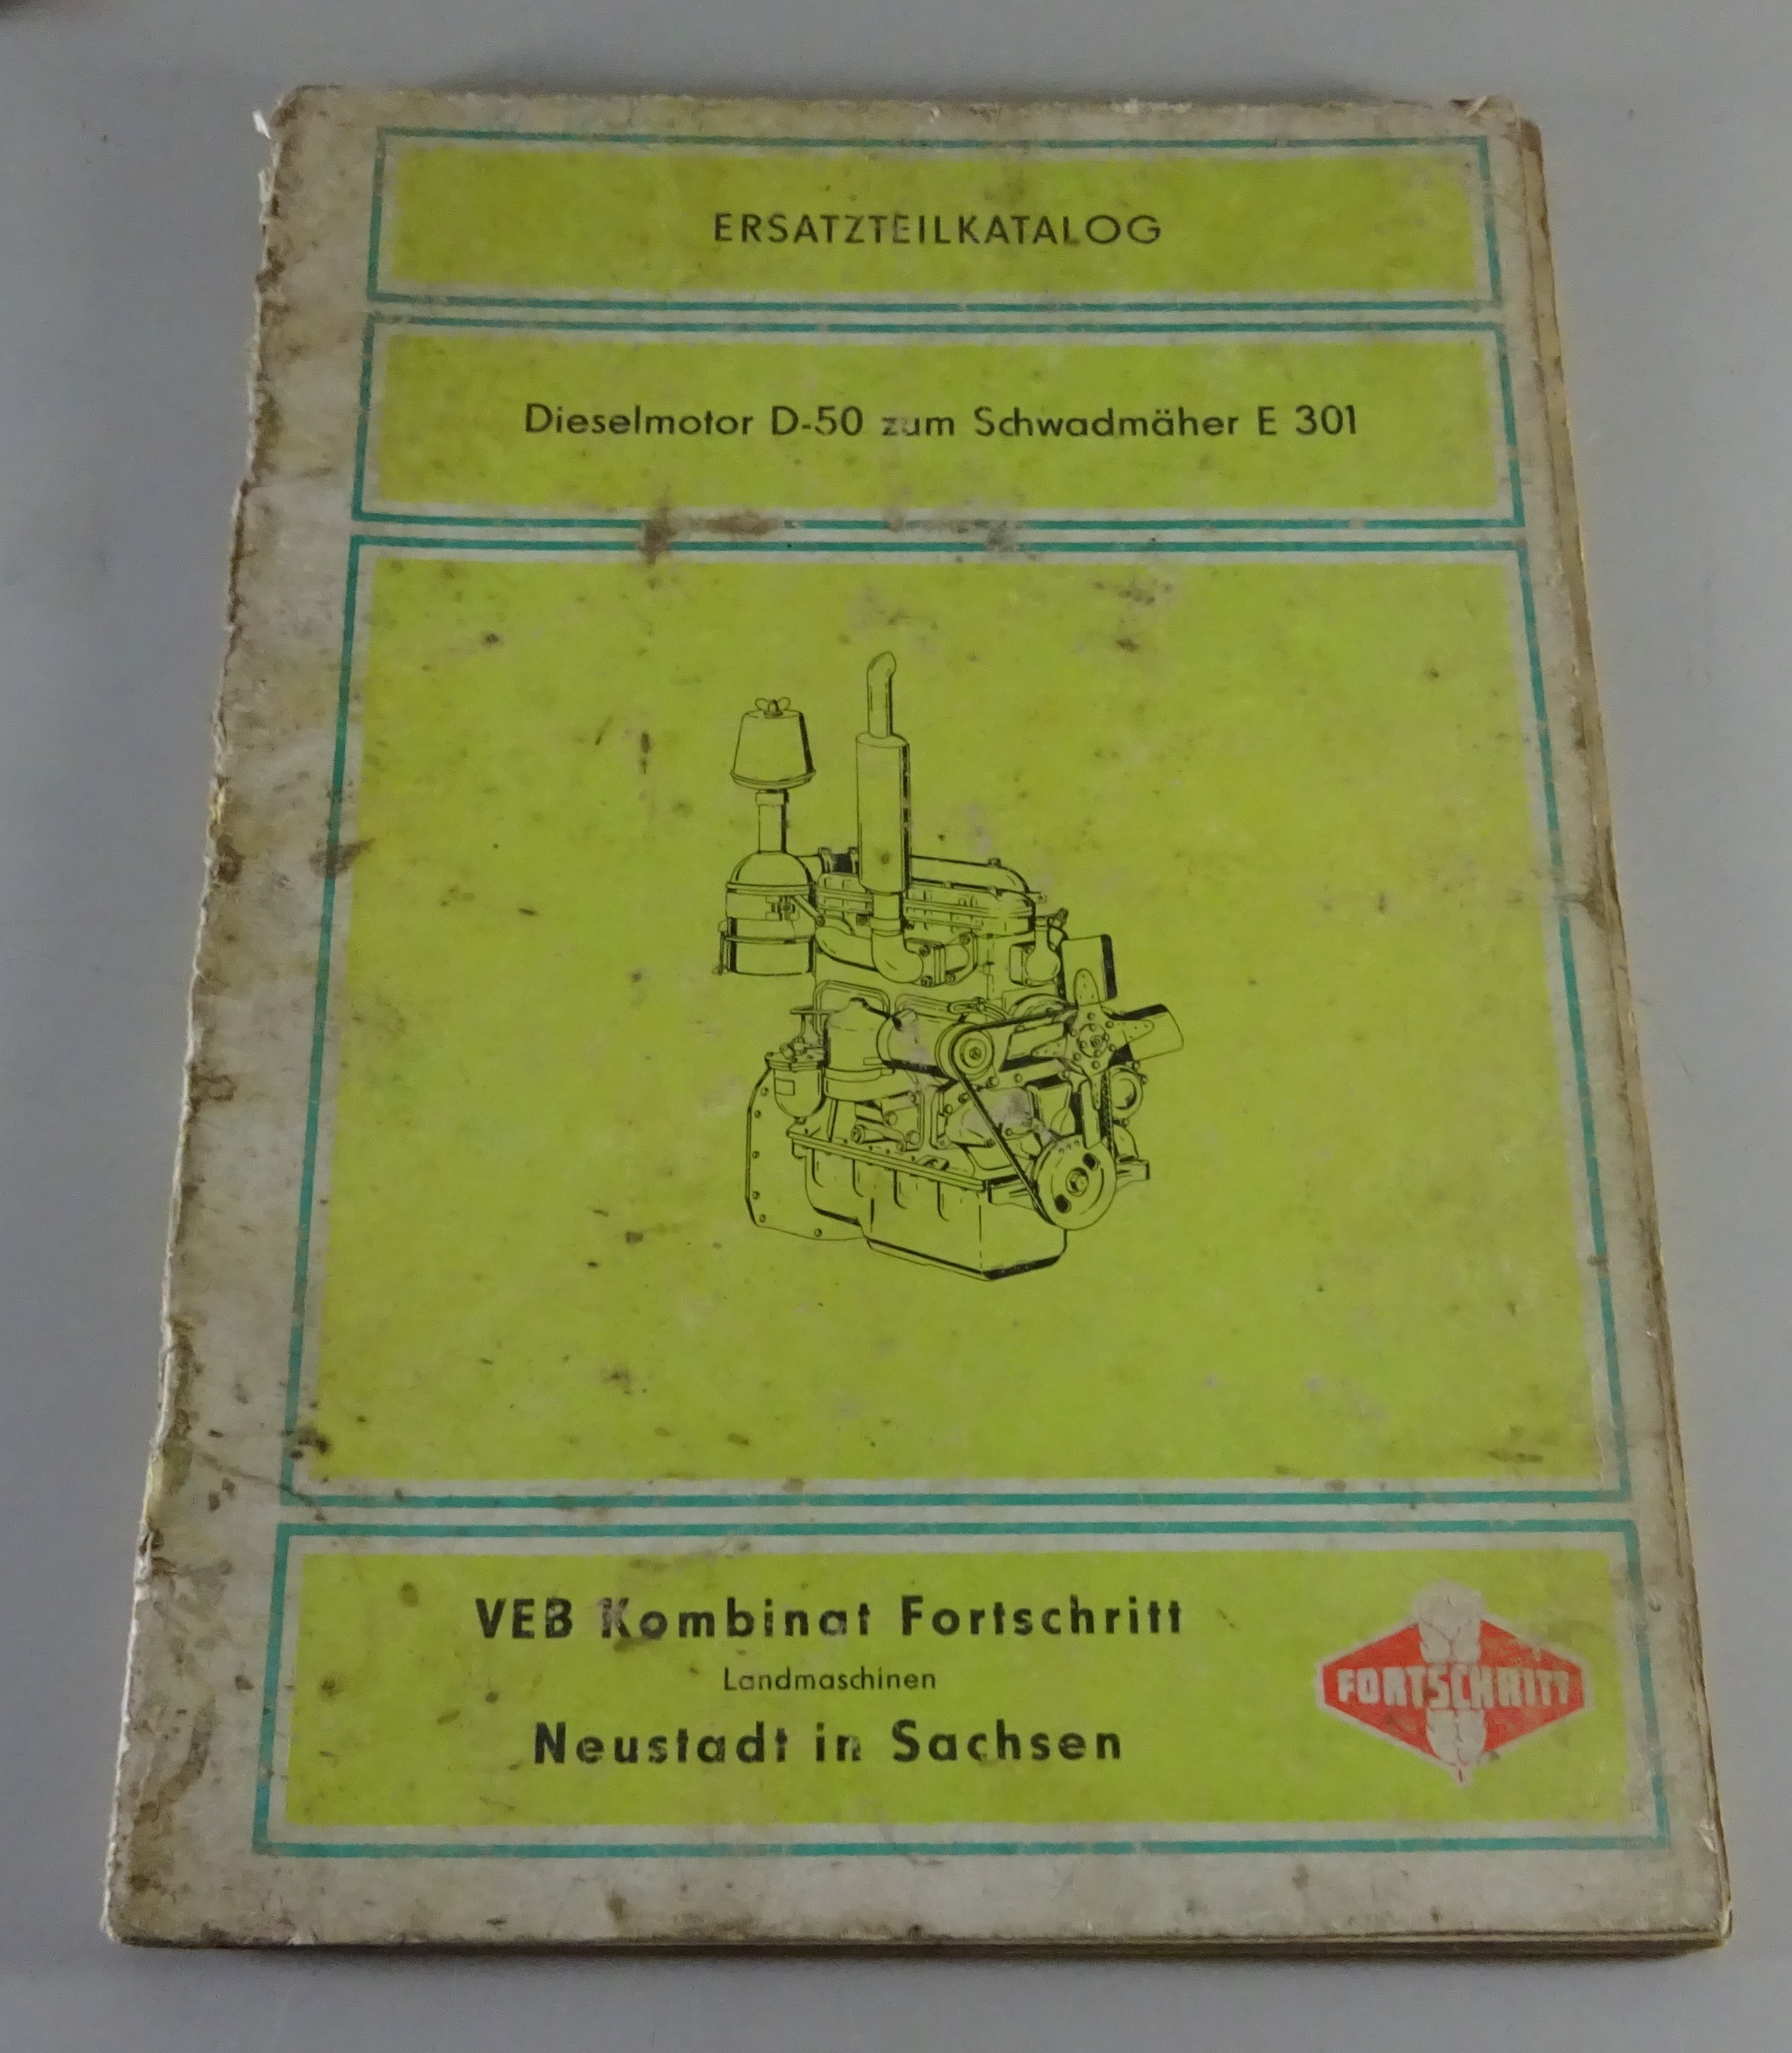 ERSATZTEILKATALOG
Dieselmotor D-50 zum Schwadmäher E 301
VEB Kombinat Fortschritt
Landmaschinen
Neustadt in Sachsen
FORTSCHRITT